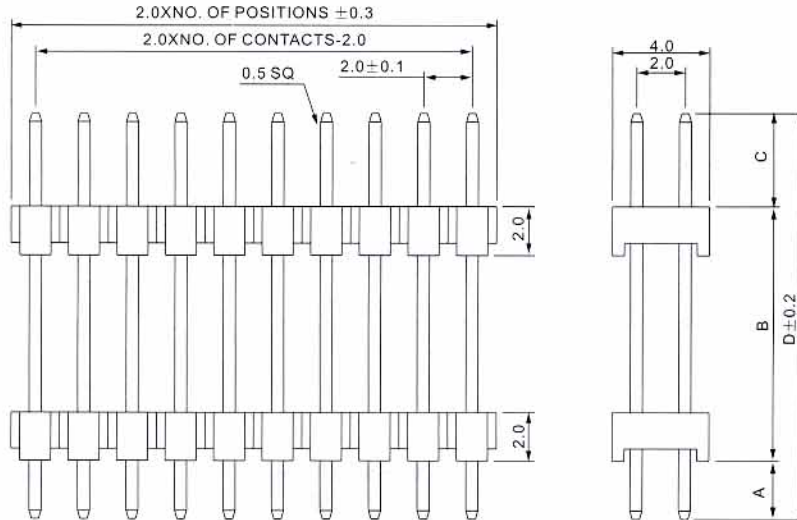 2.0XNO. OF POSITIONS ±0.3
2.0XNO. OF CONTACTS-2.0
0.5 SQ
2.0±0.1
2.0
2.0
4.0
2.0
C
B
A
D±0.2